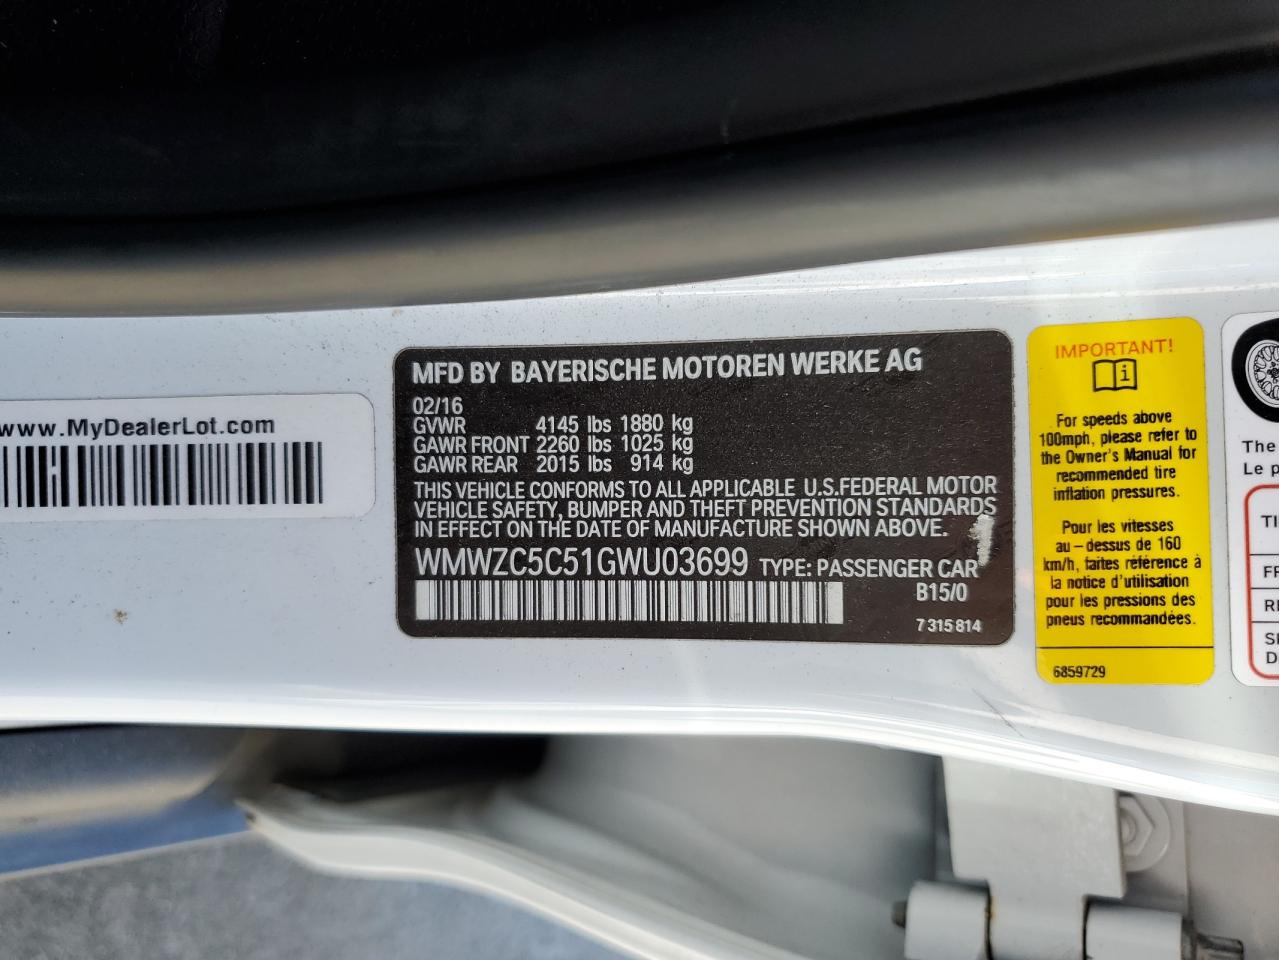 www.MyDealerLot.com
MFD BY BAYERISCHE MOTOREN WERKE AG
02/16
GVWR 4145 lbs 1880 kg
GAWR FRONT 2260 lbs 1025 kg
GAWR REAR 2015 lbs 914 kg
THIS VEHICLE CONFORMS TO ALL APPLICABLE U.S.FEDERAL MOTOR
VEHICLE SAFETY, BUMPER AND THEFT PREVENTION STANDARDS
IN EFFECT ON THE DATE OF MANUFACTURE SHOWN ABOVE.
1
WMWZC5C51GWU03699 TYPE: PASSENGER CAR
B15/0
7 315 814
IMPORTANT!
i
For speeds above
100mph, please refer to
the Owner's Manual for
recommended tire
inflation pressures.
Pour les vitesses
au-dessus de 160
km/h, faites référence à
la notice d'utilisation
pour les pressions des
pneus recommandées.
6859729
The
Le p
TI
FR
RE
SP
D